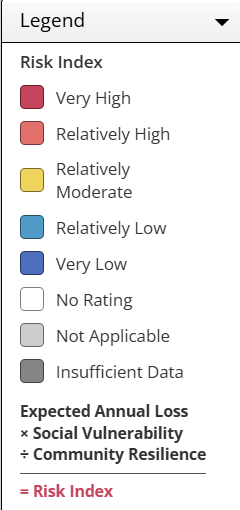 Legend
Risk Index
Very High
Relatively High
Relatively
Moderate
Relatively Low
Very Low
No Rating
Not Applicable
Insufficient Data
Expected Annual Loss
× Social Vulnerability
÷ Community Resilience
= Risk Index